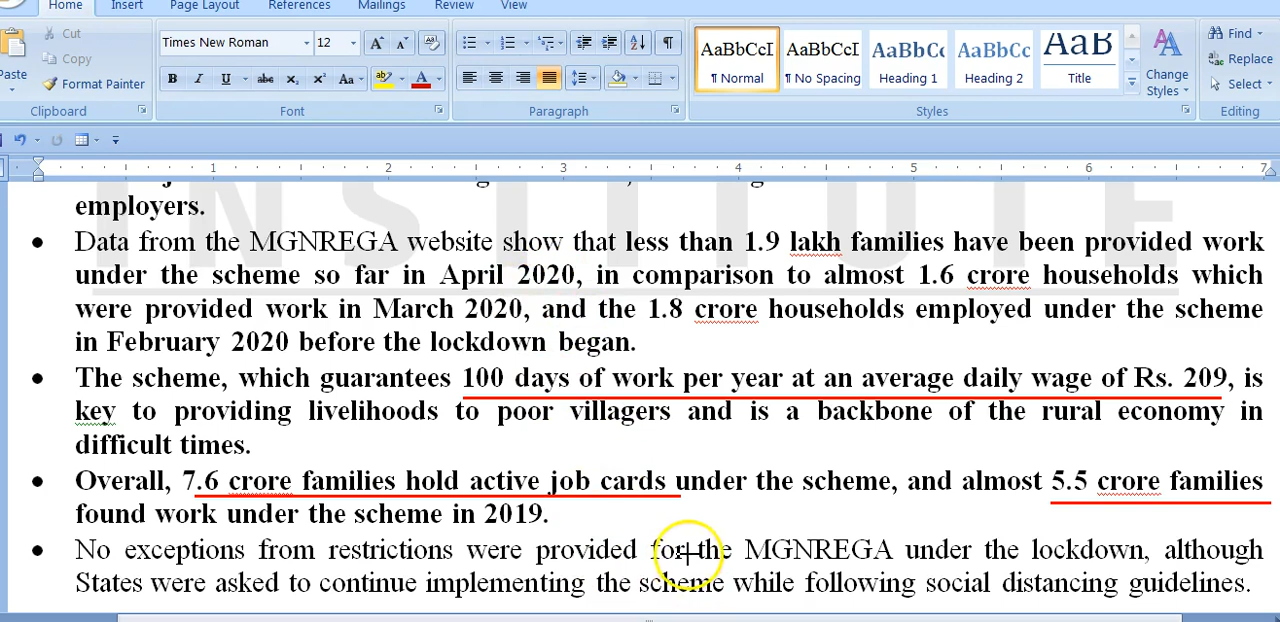 Home Insert Page Layout References Mailings Review View
Cut
Copy
Paste
Format Painter
Clipboard
Times New Roman 12
Font
Paragraph
AaBbCcI AaBbCcI AaBbCc AaBbCc AaB
¶ Normal ¶ No Spacing Heading 1 Heading 2 Title
Change Styles
Styles
Find
Replace
Select
Editing
1 2 3 4 5 6 7
INSTITUTE
employers.
• Data from the MGNREGA website show that less than 1.9 lakh families have been provided work
under the scheme so far in April 2020, in comparison to almost 1.6 crore households which
were provided work in March 2020, and the 1.8 crore households employed under the scheme
in February 2020 before the lockdown began.
• The scheme, which guarantees 100 days of work per year at an average daily wage of Rs. 209, is
key to providing livelihoods to poor villagers and is a backbone of the rural economy in
difficult times.
• Overall, 7.6 crore families hold active job cards under the scheme, and almost 5.5 crore families
found work under the scheme in 2019.
• No exceptions from restrictions were provided for the MGNREGA under the lockdown, although
States were asked to continue implementing the scheme while following social distancing guidelines.